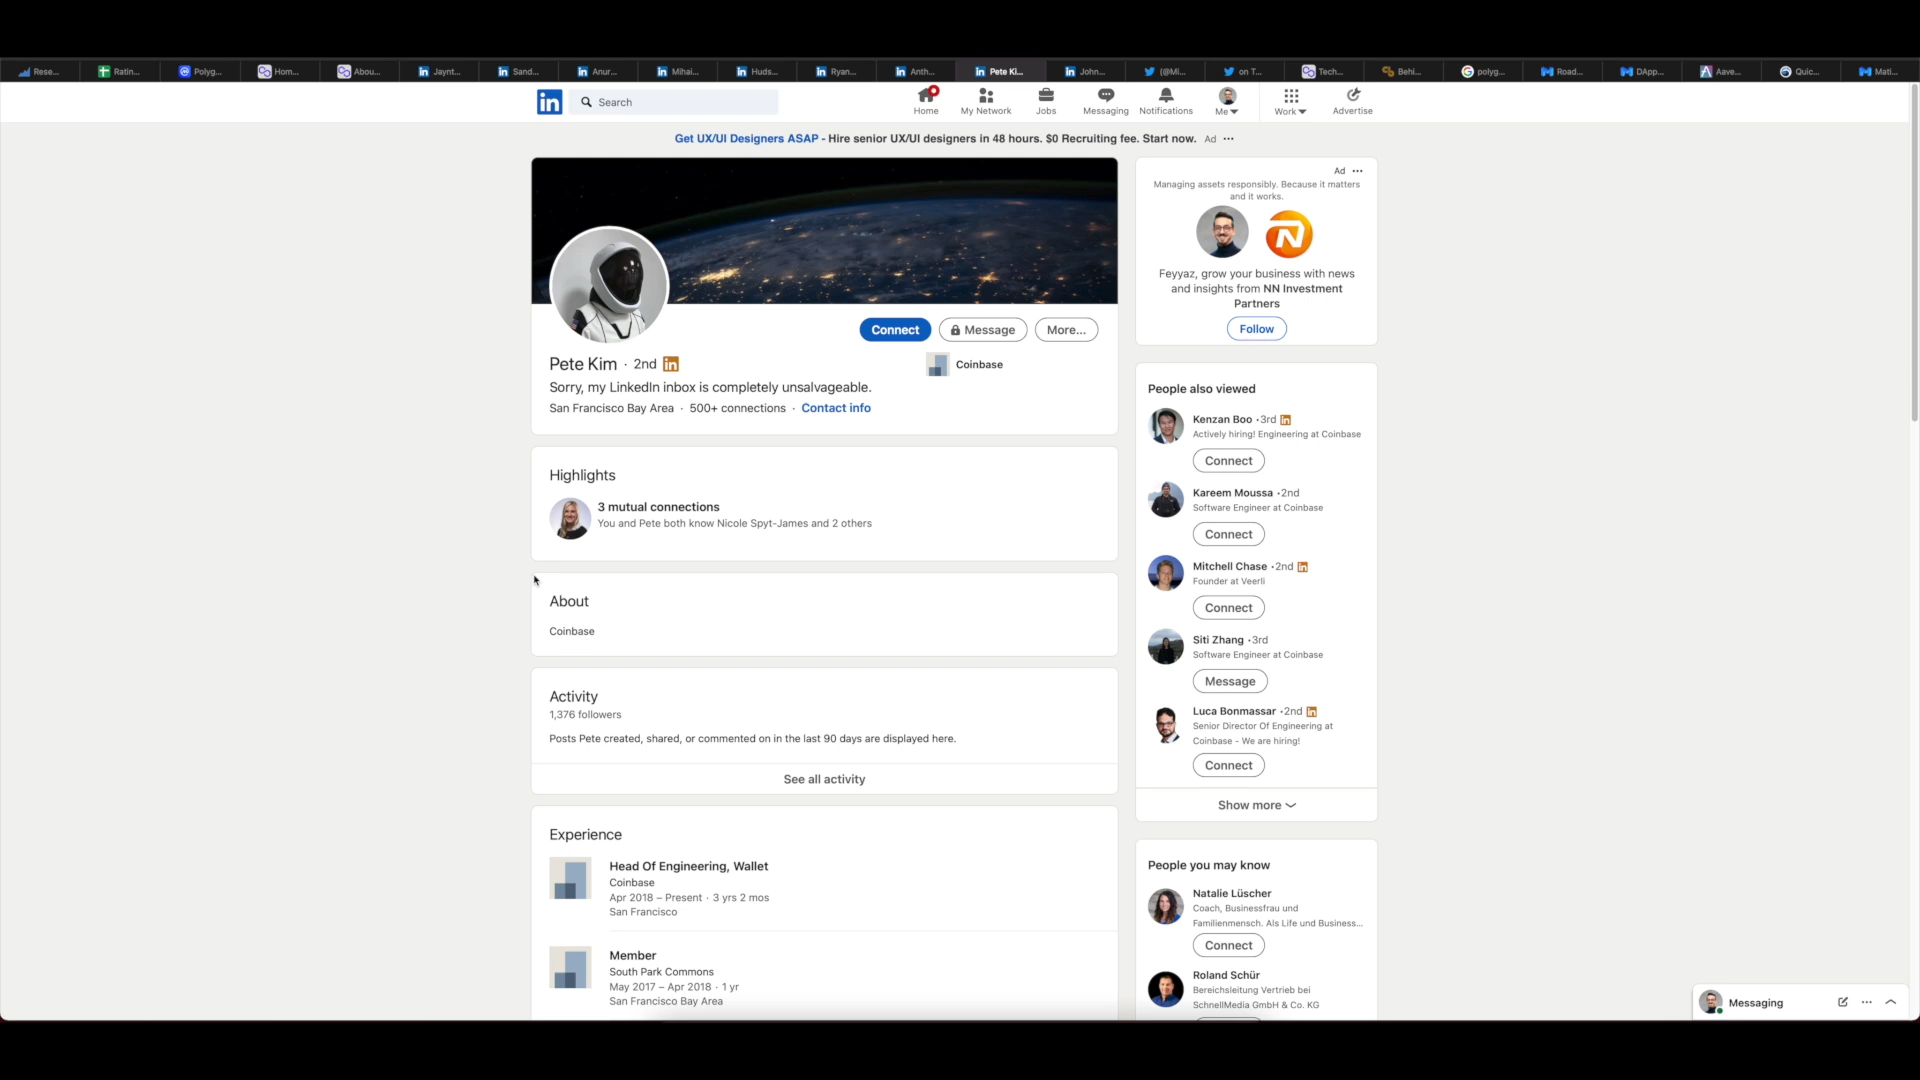 Rese...
Ratin...
Polyg...
Hom...
Abou...
Jaynt...
Sand...
Anur...
Mihai...
Huds...
Ryan...
Anth...
Pete Ki...
John...
(@Mi...
on T...
Tech...
Behi...
polyg...
Road...
DApp...
Aave...
Quic...
Mati...
in
Search
Home
My Network
Jobs
Messaging
Notifications
Me
Work
Advertise
Get UX/UI Designers ASAP - Hire senior UX/UI designers in 48 hours. $0 Recruiting fee. Start now. Ad ...
Connect
Message
More...
Pete Kim · 2nd in
Coinbase
Sorry, my LinkedIn inbox is completely unsalvageable.
San Francisco Bay Area · 500+ connections · Contact info
Highlights
3 mutual connections
You and Pete both know Nicole Spyt-James and 2 others
About
Coinbase
Activity
1,376 followers
Posts Pete created, shared, or commented on in the last 90 days are displayed here.
See all activity
Experience
Head Of Engineering, Wallet
Coinbase
Apr 2018 – Present · 3 yrs 2 mos
San Francisco
Member
South Park Commons
May 2017 – Apr 2018 · 1 yr
San Francisco Bay Area
Ad ...
Managing assets responsibly. Because it matters
and it works.
N
Feyyaz, grow your business with news
and insights from NN Investment
Partners
Follow
People also viewed
Kenzan Boo · 3rd in
Actively hiring! Engineering at Coinbase
Connect
Kareem Moussa · 2nd
Software Engineer at Coinbase
Connect
Mitchell Chase · 2nd in
Founder at Veerli
Connect
Siti Zhang · 3rd
Software Engineer at Coinbase
Message
Luca Bonmassar · 2nd in
Senior Director Of Engineering at
Coinbase - We are hiring!
Connect
Show more
People you may know
Natalie Lüscher
Coach, Businessfrau und
Familienmensch. Als Life und Business...
Connect
Roland Schür
Bereichsleitung Vertrieb bei
SchnellMedia GmbH & Co. KG
Messaging